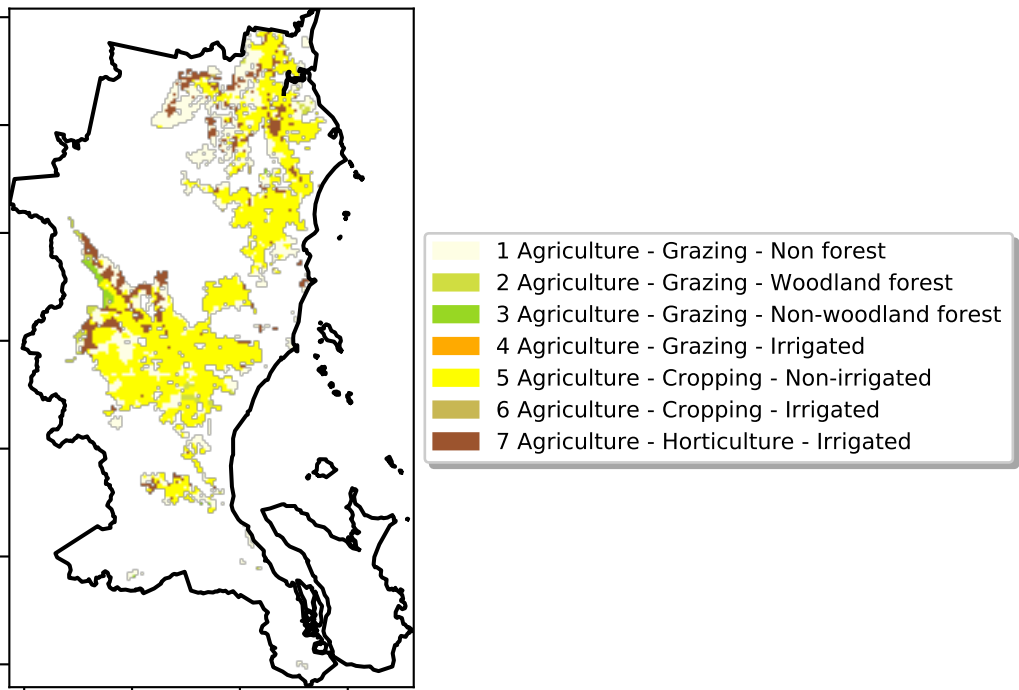 1 Agriculture - Grazing - Non forest
2 Agriculture - Grazing - Woodland forest
3 Agriculture - Grazing - Non-woodland forest
4 Agriculture - Grazing - Irrigated
5 Agriculture - Cropping - Non-irrigated
6 Agriculture - Cropping - Irrigated
7 Agriculture - Horticulture - Irrigated